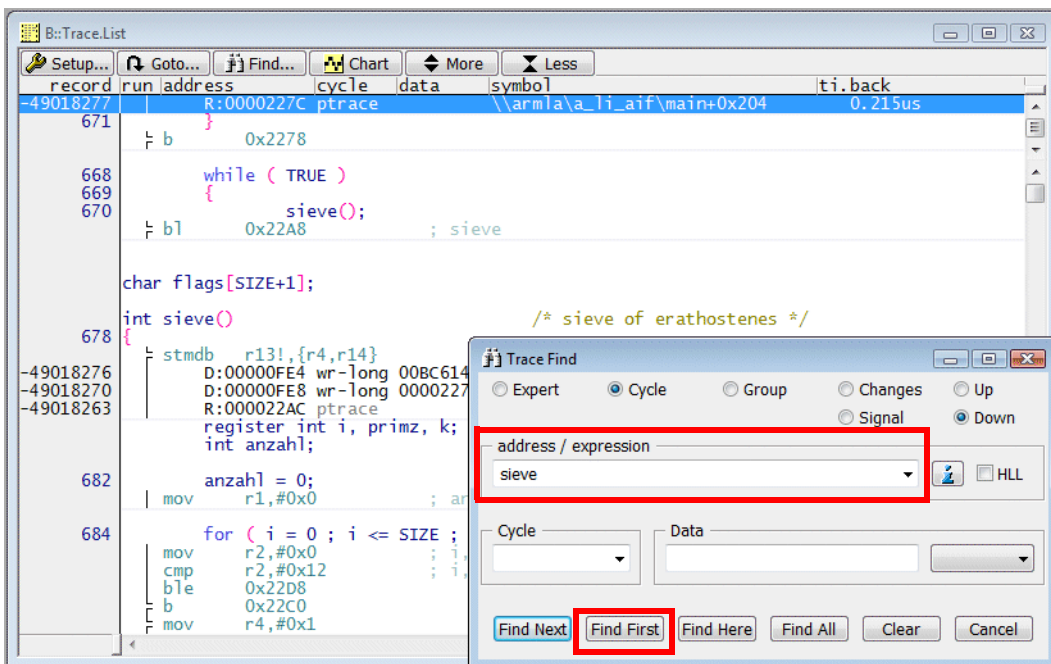 B::Trace.List
Setup... Goto... Find... Chart More Less
record run address cycle data symbol ti.back
-49018277 R:0000227C ptrace \\armla\a_li_aif\main+0x204 0.215us
671 }
b 0x2278
668 while ( TRUE )
669 {
670 sieve();
bl 0x22A8 ; sieve
char flags[SIZE+1];
int sieve() /* sieve of erathostenes */
678 {
stmdb r13!,{r4,r14}
-49018276 D:00000FE4 wr-long 00BC614
-49018270 D:00000FE8 wr-long 0000227
-49018263 R:000022AC ptrace
register int i, primz, k;
int anzahl;
682 anzahl = 0;
mov r1,#0x0 ; an
684 for ( i = 0 ; i <= SIZE ;
mov r2,#0x0 ; i,
cmp r2,#0x12 ; i,
ble 0x22D8
b 0x22C0
mov r4,#0x1
Trace Find
Expert Cycle Group Changes Up
Signal Down
address / expression
sieve HLL
Cycle Data
Find Next Find First Find Here Find All Clear Cancel